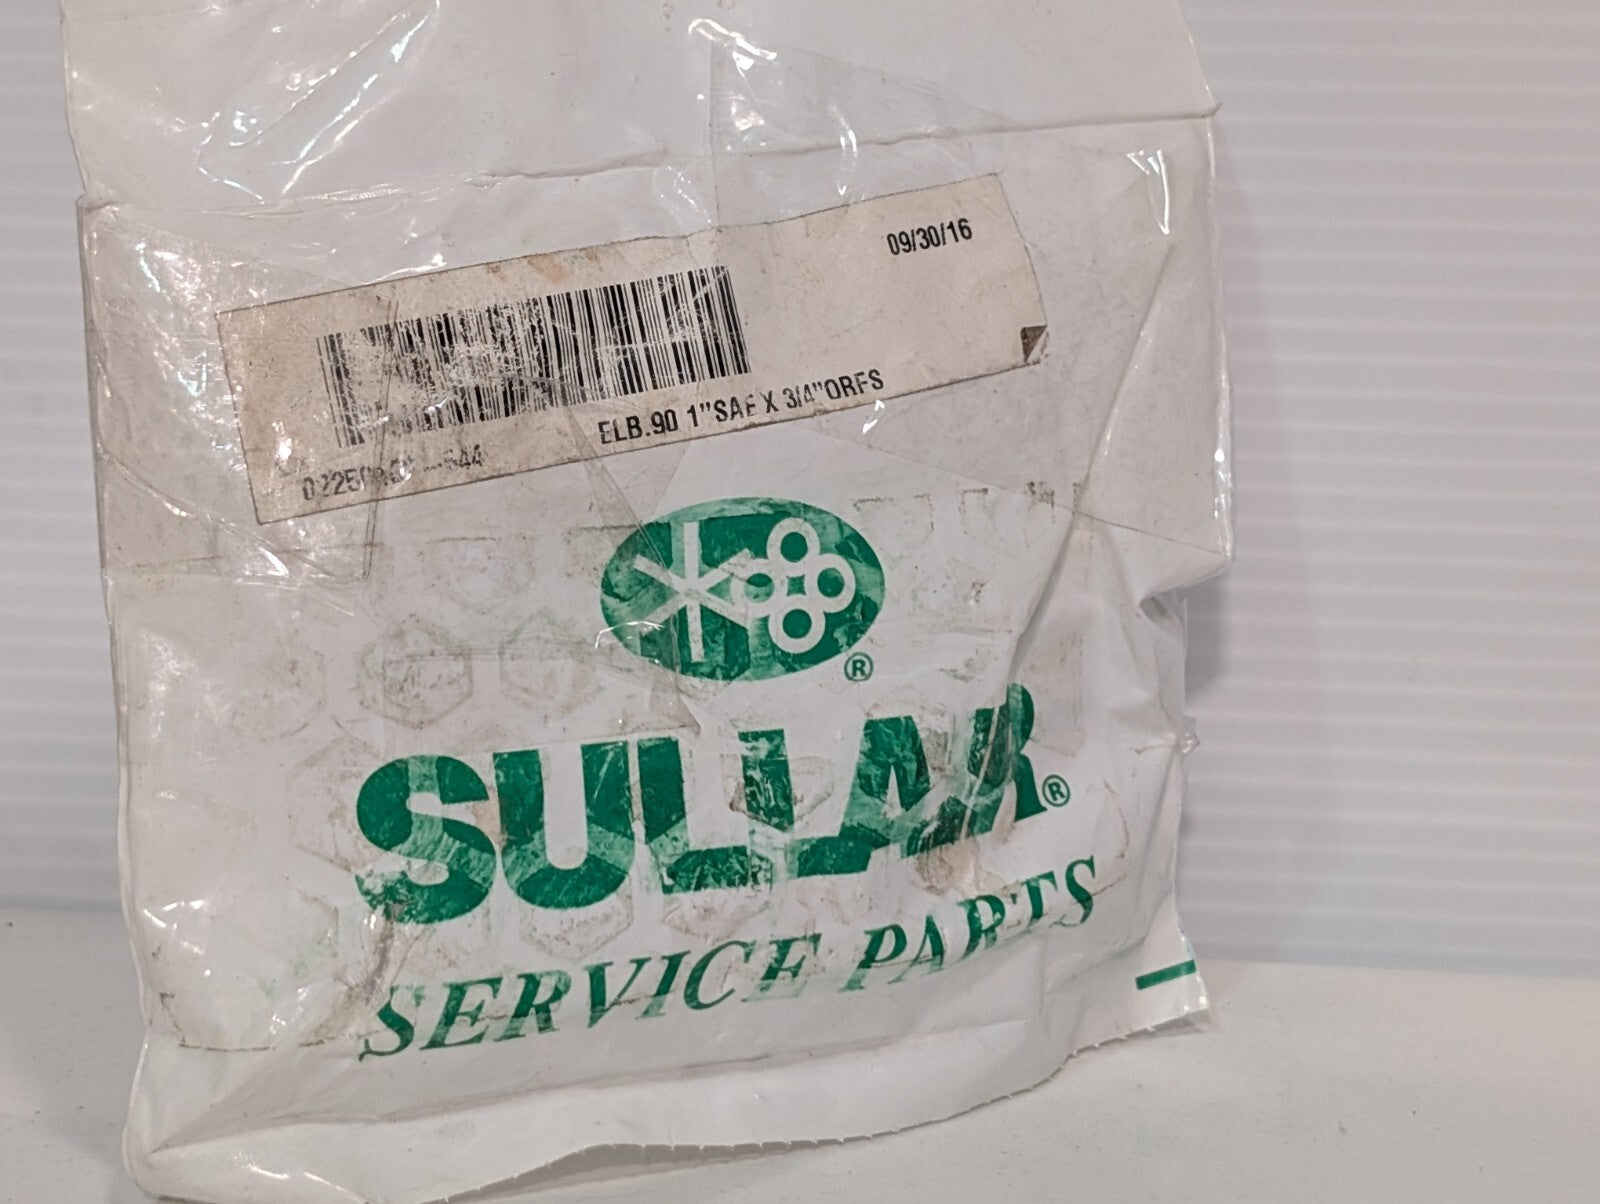 09/30/16
ELB.90 1"SAE X 3/4"ORFS
®
SULLAIR®
SERVICE PARTS